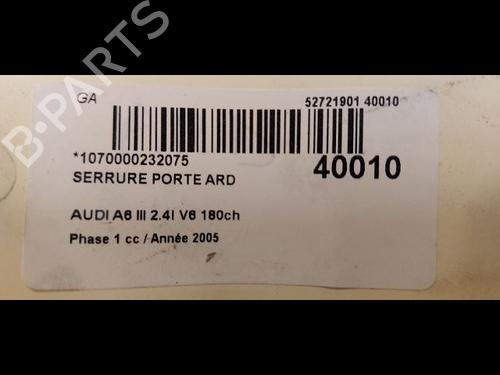 B-PARTS
GA
52721901 40010
*1070000232075
40010
SERRURE PORTE ARD
AUDI A6 III 2.4I V6 180ch
Phase 1 cc / Année 2005